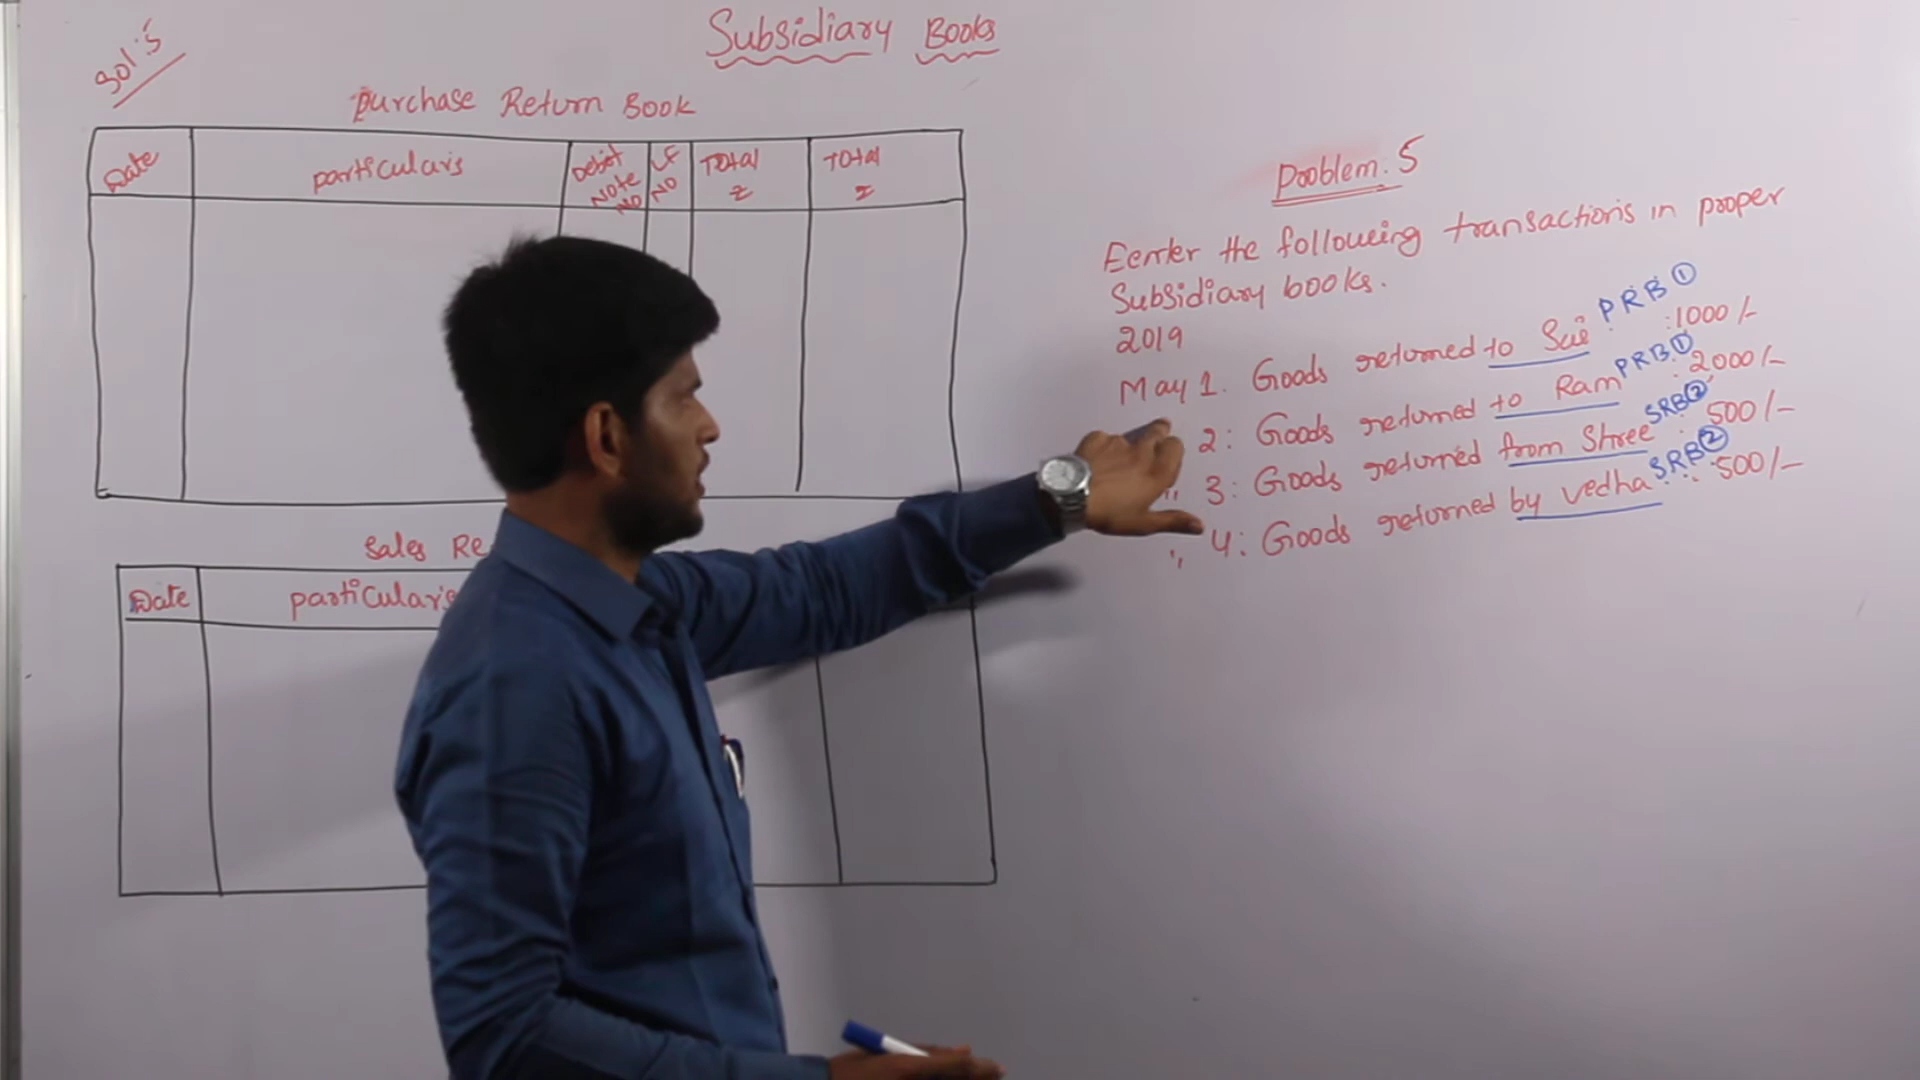 Subsidiary Books
Sol:5
Purchase Return Book
Date particulars Debit Note NO LF NO Total Total
Sales Re
Date particulars
Problem. 5
Eenter the following transactions in proper
Subsidiary books.
2019
May 1. Goods returned to PRB ① :1000/-
2: Goods returned to Ram PRB ① : 2000/-
" 3: Goods returned from Shree SRB ② : 500/-
" 4: Goods returned by vedha SRB ② : 500/-